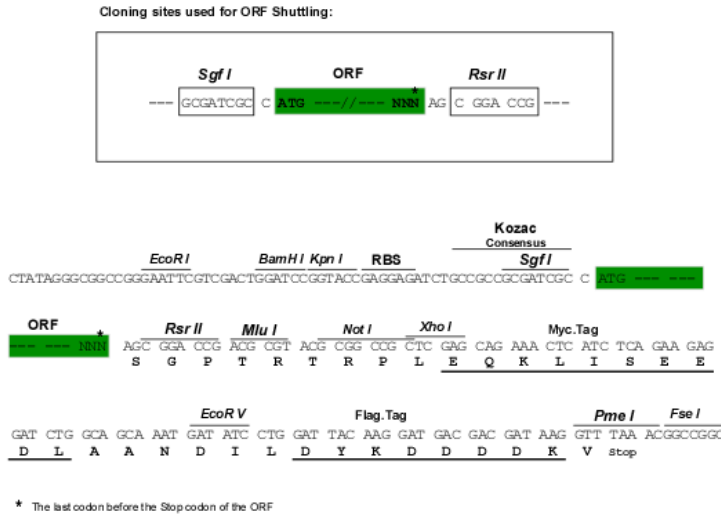 Cloning sites used for ORF Shuttling:
Sgf I ORF Rsr II
*
--- GCGATCGC C ATG ---//--- NNN AG C GGA CCG ---
Kozac
Consensus
EcoR I BamH I Kpn I RBS Sgf I
CTATAGGGCGGCCGGGAATTCGTCGACTGGATCCGGTACCGAGGAGATCTGCCGCCGCGATCGC C ATG --- ---
ORF * Rsr II Mlu I Not I Xho I Myc.Tag
--- --- NNN AGC GGA CCG ACG CGT ACG CGG CCG CTC GAG CAG AAA CTC ATC TCA GAA GAG
S G P T R T R P L E Q K L I S E E
EcoR V Flag.Tag Pme I Fse I
GAT CTG GCA GCA AAT GAT ATC CTG GAT TAC AAG GAT GAC GAC GAT AAG GTT TAA ACGGCCGGC
D L A A N D I L D Y K D D D D K V Stop
* The last codon before the Stop codon of the ORF